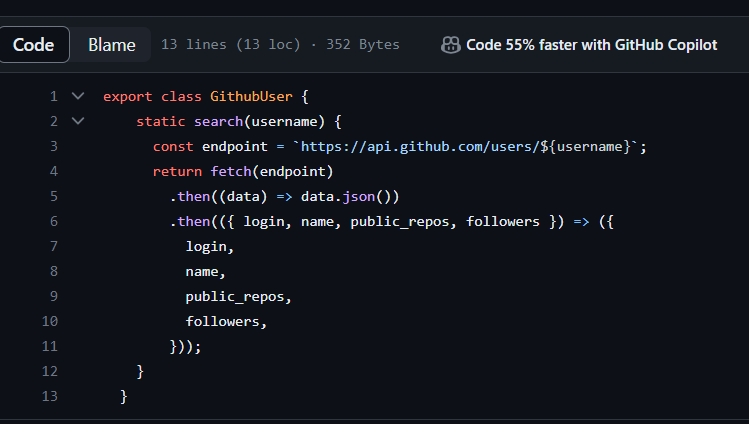 Code Blame 13 lines (13 loc) · 352 Bytes Code 55% faster with GitHub Copilot
1 export class GithubUser {
2 static search(username) {
3 const endpoint = `https://api.github.com/users/${username}`;
4 return fetch(endpoint)
5 .then((data) => data.json())
6 .then(({ login, name, public_repos, followers }) => ({
7 login,
8 name,
9 public_repos,
10 followers,
11 }));
12 }
13 }